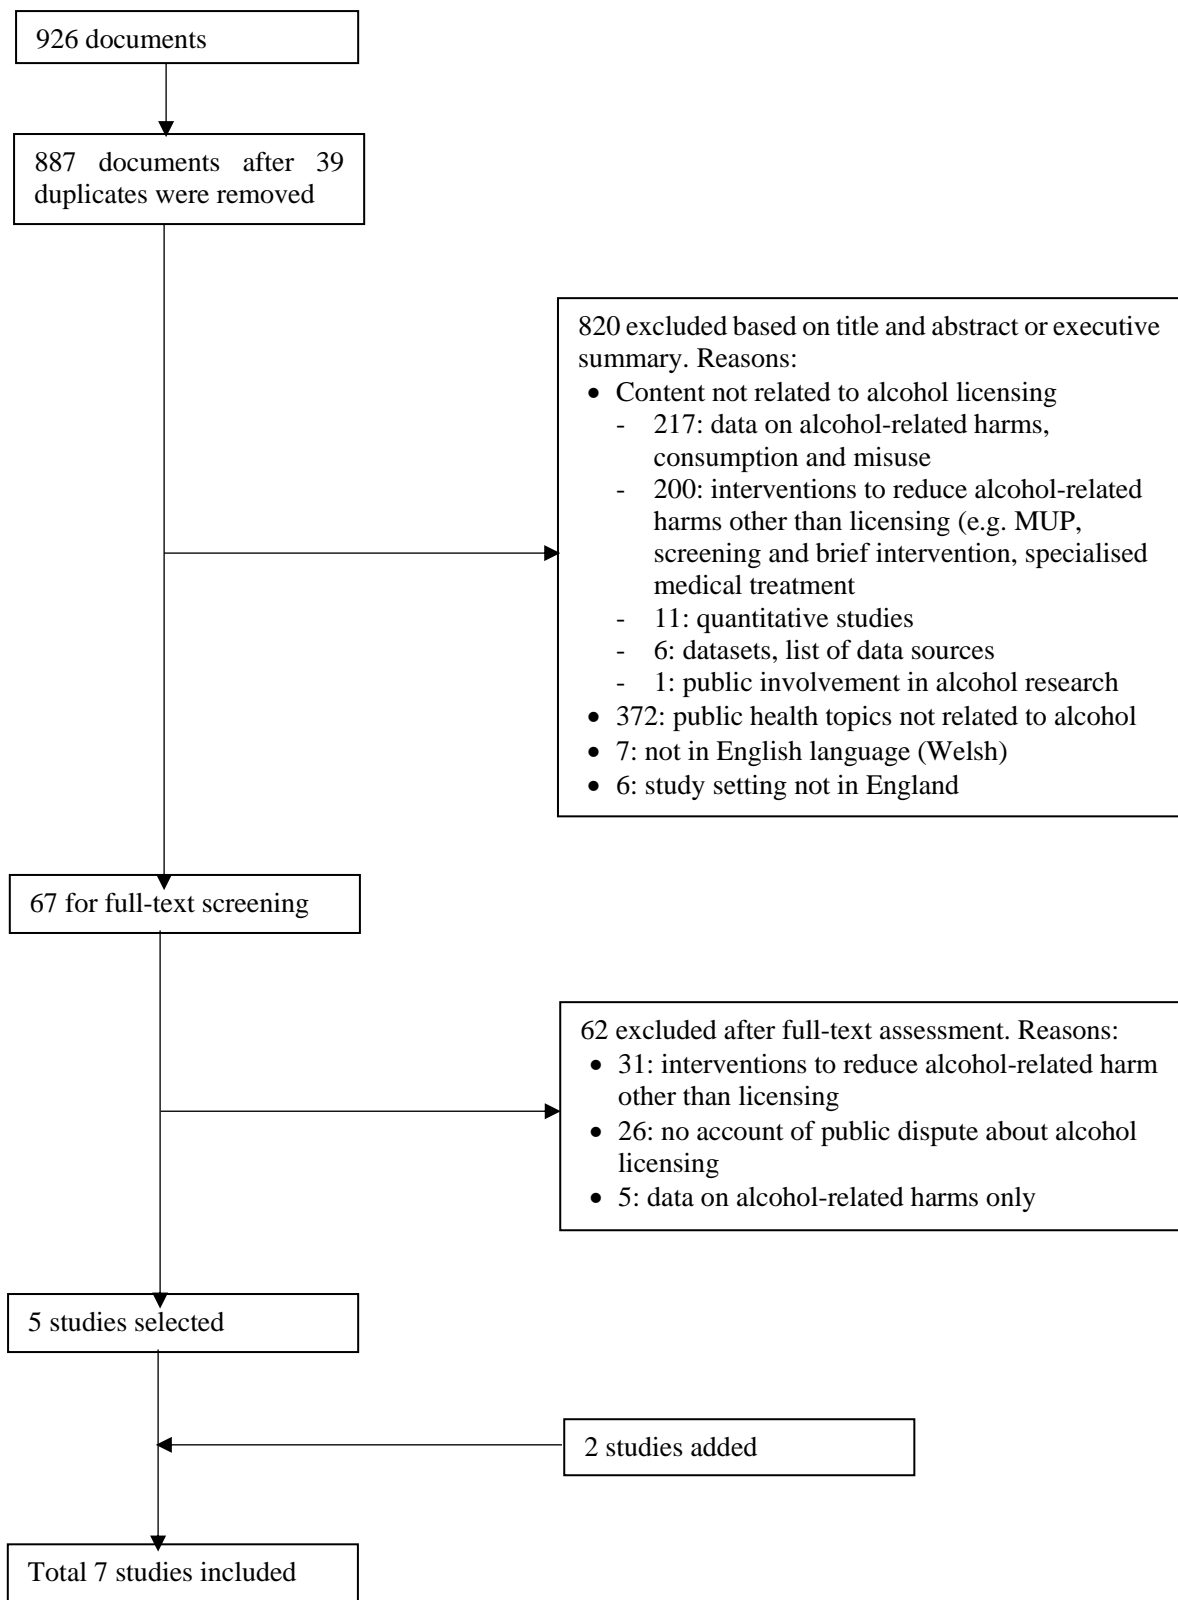 926 documents
887 documents after 39
duplicates were removed
820 excluded based on title and abstract or executive
summary. Reasons:
• Content not related to alcohol licensing
- 217: data on alcohol-related harms,
consumption and misuse
- 200: interventions to reduce alcohol-related
harms other than licensing (e.g. MUP,
screening and brief intervention, specialised
medical treatment
- 11: quantitative studies
- 6: datasets, list of data sources
- 1: public involvement in alcohol research
• 372: public health topics not related to alcohol
• 7: not in English language (Welsh)
• 6: study setting not in England
67 for full-text screening
62 excluded after full-text assessment. Reasons:
• 31: interventions to reduce alcohol-related harm
other than licensing
• 26: no account of public dispute about alcohol
licensing
• 5: data on alcohol-related harms only
5 studies selected
2 studies added
Total 7 studies included